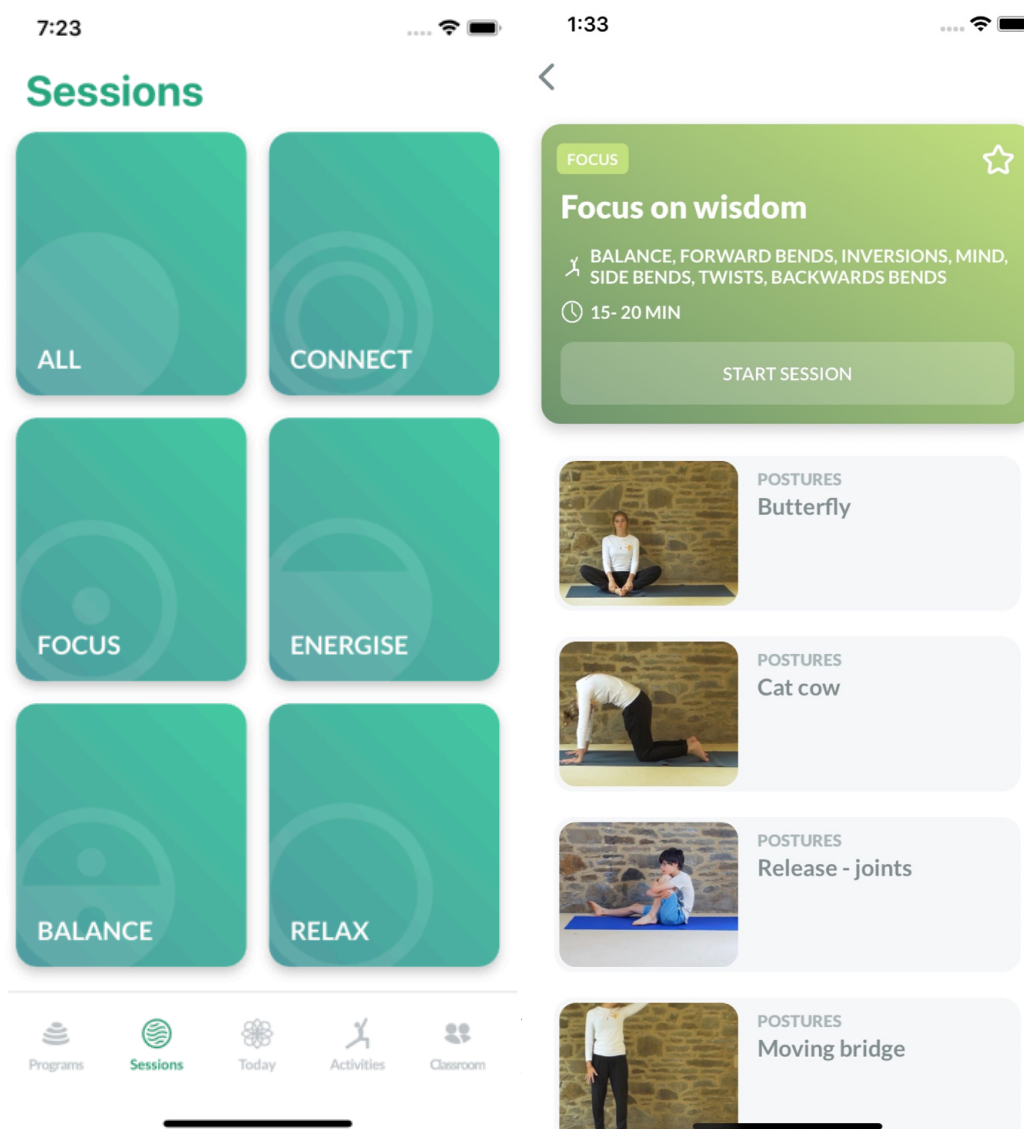 7:23
Sessions
ALL
CONNECT
FOCUS
ENERGISE
BALANCE
RELAX
Programs
Sessions
Today
Activities
Classroom
1:33
FOCUS
Focus on wisdom
BALANCE, FORWARD BENDS, INVERSIONS, MIND,
SIDE BENDS, TWISTS, BACKWARDS BENDS
15- 20 MIN
START SESSION
POSTURES
Butterfly
POSTURES
Cat cow
POSTURES
Release - joints
POSTURES
Moving bridge